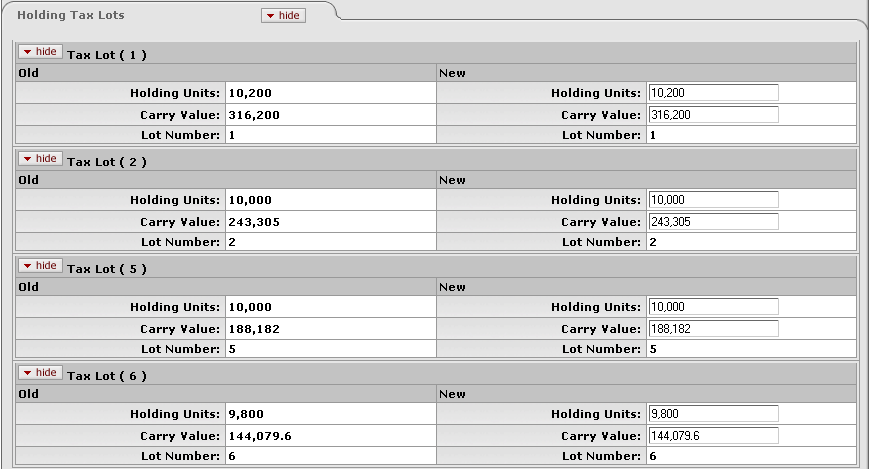 Holding Tax Lots hide
hide Tax Lot ( 1 )
Old New
Holding Units: 10,200 Holding Units: 10,200
Carry Value: 316,200 Carry Value: 316,200
Lot Number: 1 Lot Number: 1
hide Tax Lot ( 2 )
Old New
Holding Units: 10,000 Holding Units: 10,000
Carry Value: 243,305 Carry Value: 243,305
Lot Number: 2 Lot Number: 2
hide Tax Lot ( 5 )
Old New
Holding Units: 10,000 Holding Units: 10,000
Carry Value: 188,182 Carry Value: 188,182
Lot Number: 5 Lot Number: 5
hide Tax Lot ( 6 )
Old New
Holding Units: 9,800 Holding Units: 9,800
Carry Value: 144,079.6 Carry Value: 144,079.6
Lot Number: 6 Lot Number: 6